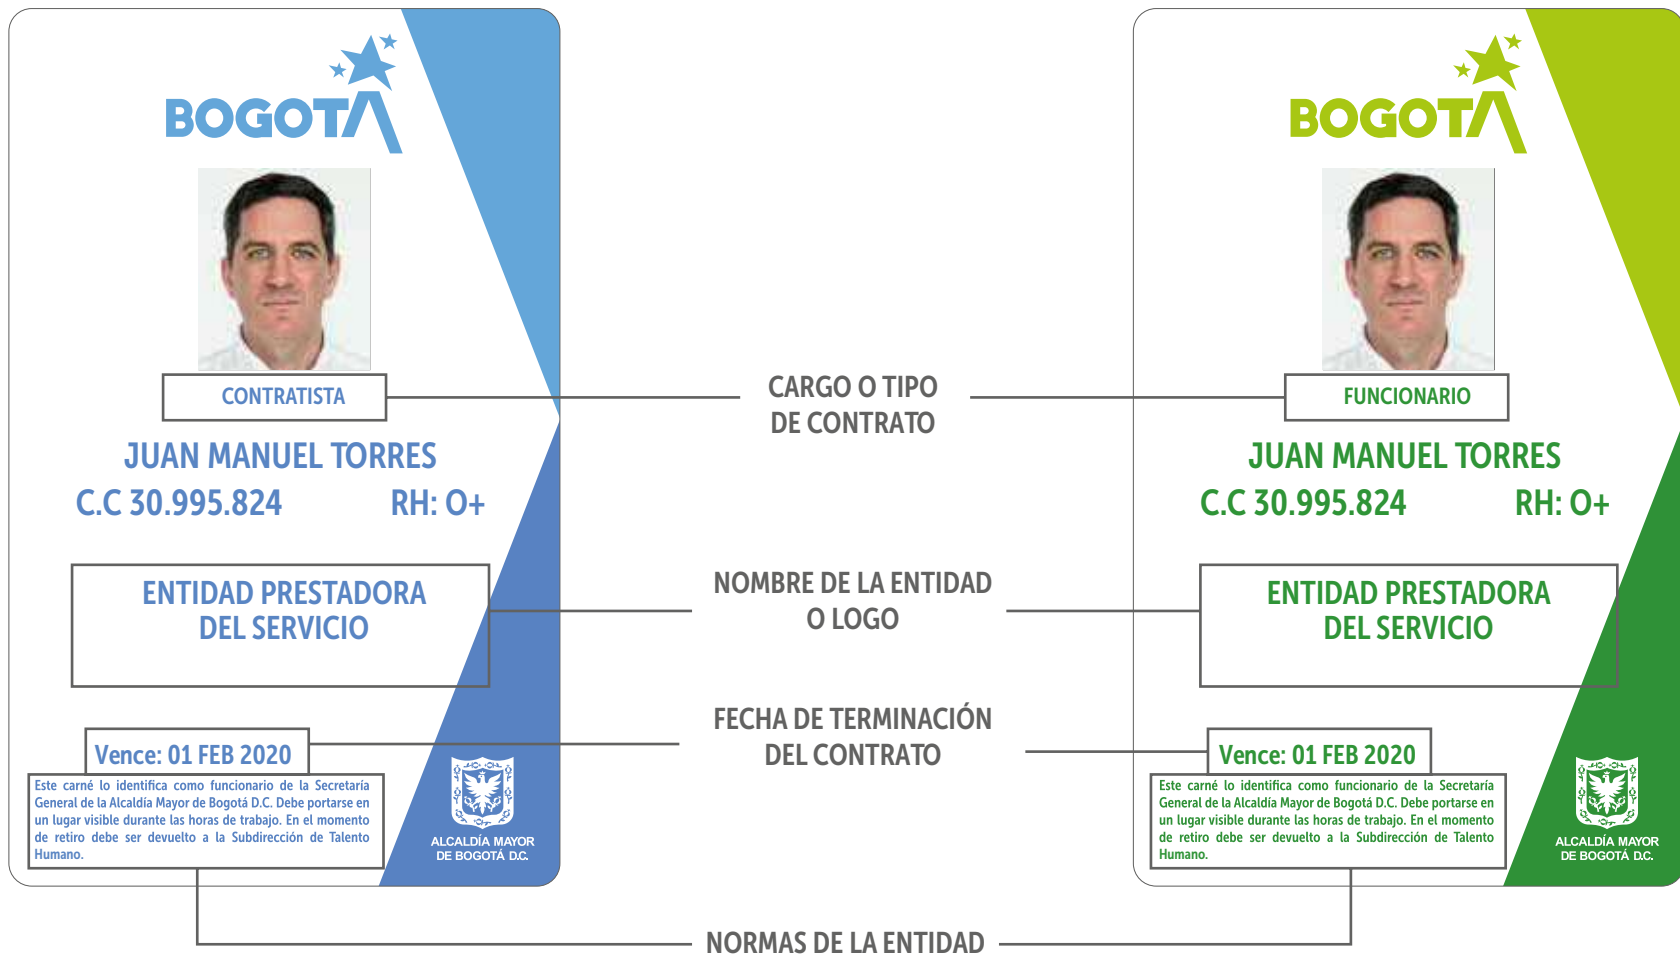 BOGOTÁ
CONTRATISTA
JUAN MANUEL TORRES
C.C 30.995.824 RH: O+
ENTIDAD PRESTADORA
DEL SERVICIO
Vence: 01 FEB 2020
Este carné lo identifica como funcionario de la Secretaría
General de la Alcaldía Mayor de Bogotá D.C. Debe portarse en
un lugar visible durante las horas de trabajo. En el momento
de retiro debe ser devuelto a la Subdirección de Talento
Humano.
ALCALDÍA MAYOR
DE BOGOTÁ D.C.
CARGO O TIPO
DE CONTRATO
NOMBRE DE LA ENTIDAD
O LOGO
FECHA DE TERMINACIÓN
DEL CONTRATO
NORMAS DE LA ENTIDAD
BOGOTÁ
FUNCIONARIO
JUAN MANUEL TORRES
C.C 30.995.824 RH: O+
ENTIDAD PRESTADORA
DEL SERVICIO
Vence: 01 FEB 2020
Este carné lo identifica como funcionario de la Secretaría
General de la Alcaldía Mayor de Bogotá D.C. Debe portarse en
un lugar visible durante las horas de trabajo. En el momento
de retiro debe ser devuelto a la Subdirección de Talento
Humano.
ALCALDÍA MAYOR
DE BOGOTÁ D.C.